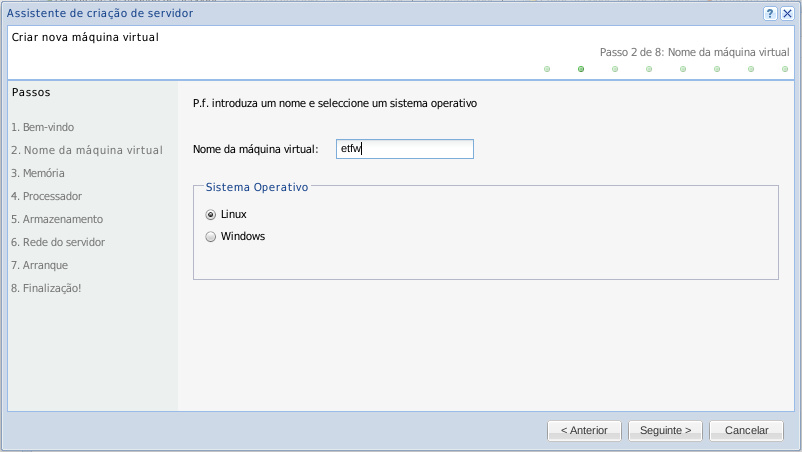 Assistente de criação de servidor
Criar nova máquina virtual
Passo 2 de 8: Nome da máquina virtual
Passos
1. Bem-vindo
2. Nome da máquina virtual
3. Memória
4. Processador
5. Armazenamento
6. Rede do servidor
7. Arranque
8. Finalização!
P.f. introduza um nome e seleccione um sistema operativo
Nome da máquina virtual: etfw
Sistema Operativo
Linux
Windows
< Anterior Seguinte > Cancelar